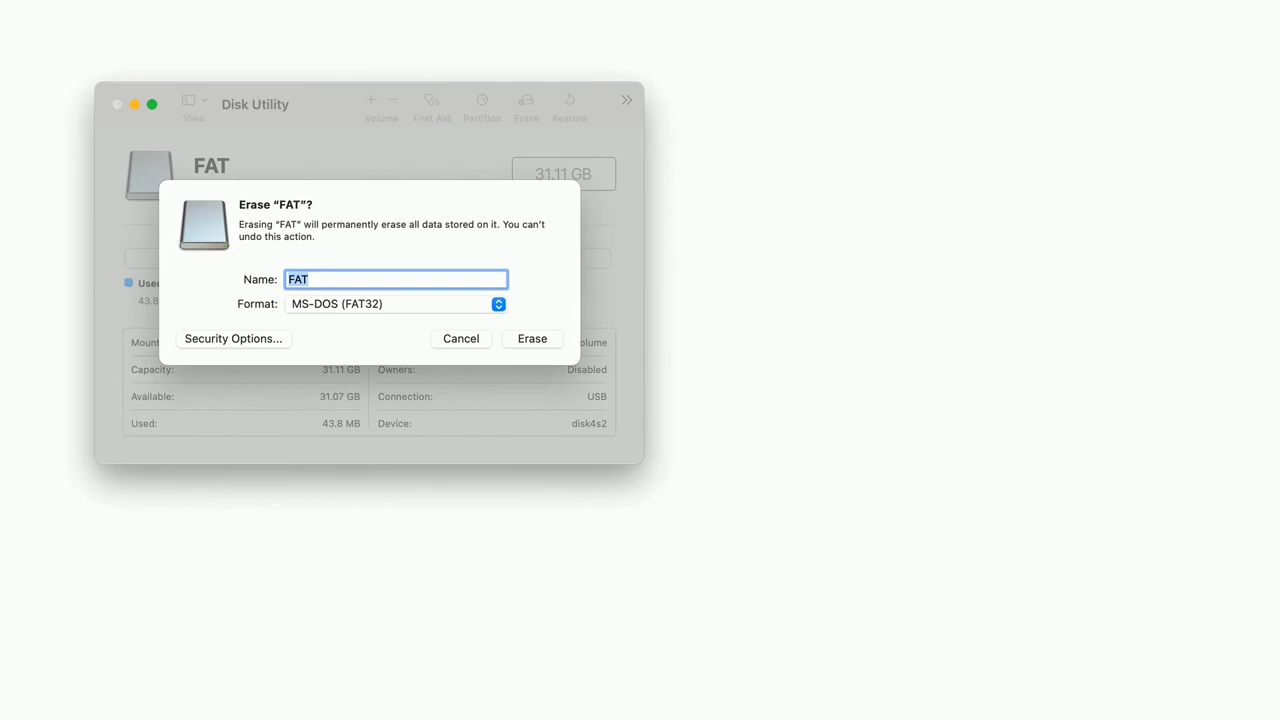 Disk Utility
View
Volume
First Aid
Partition
Erase
Restore
FAT
31.11 GB
Erase “FAT”?
Erasing “FAT” will permanently erase all data stored on it. You can’t
undo this action.
Name: FAT
Format: MS-DOS (FAT32)
Security Options...
Cancel
Erase
Capacity: 31.11 GB
Owners: Disabled
Available: 31.07 GB
Connection: USB
Used: 43.8 MB
Device: disk4s2